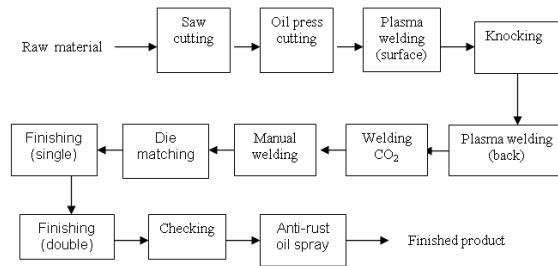 Raw material
Saw
cutting
Oil press
cutting
Plasma
welding
(surface)
Knocking
Plasma welding
(back)
Welding
CO₂
Manual
welding
Die
matching
Finishing
(single)
Finishing
(double)
Checking
Anti-rust
oil spray
Finished product